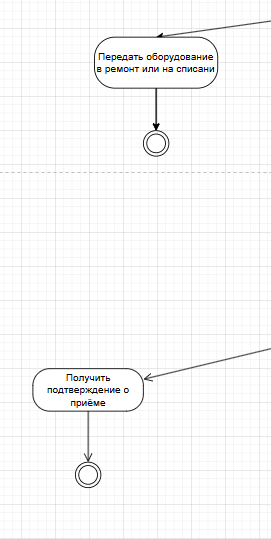 Передать оборудование
в ремонт или на списани
Получить
подтверждение о
приёме